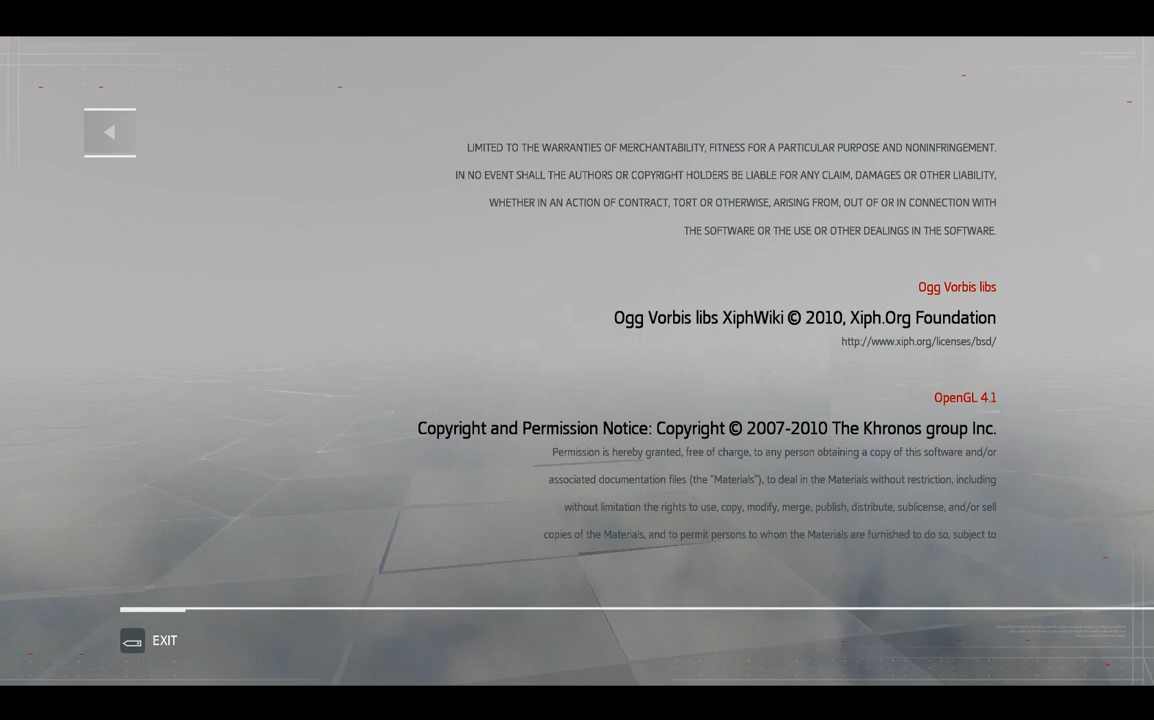 LIMITED TO THE WARRANTIES OF MERCHANTABILITY, FITNESS FOR A PARTICULAR PURPOSE AND NONINFRINGEMENT.
IN NO EVENT SHALL THE AUTHORS OR COPYRIGHT HOLDERS BE LIABLE FOR ANY CLAIM, DAMAGES OR OTHER LIABILITY,
WHETHER IN AN ACTION OF CONTRACT, TORT OR OTHERWISE, ARISING FROM, OUT OF OR IN CONNECTION WITH
THE SOFTWARE OR THE USE OR OTHER DEALINGS IN THE SOFTWARE.
Ogg Vorbis libs
Ogg Vorbis libs XiphWiki © 2010, Xiph.Org Foundation
http://www.xiph.org/licenses/bsd/
OpenGL 4.1
Copyright and Permission Notice: Copyright © 2007-2010 The Khronos group Inc.
Permission is hereby granted, free of charge, to any person obtaining a copy of this software and/or
associated documentation files (the "Materials"), to deal in the Materials without restriction, including
without limitation the rights to use, copy, modify, merge, publish, distribute, sublicense, and/or sell
copies of the Materials, and to permit persons to whom the Materials are furnished to do so, subject to
EXIT